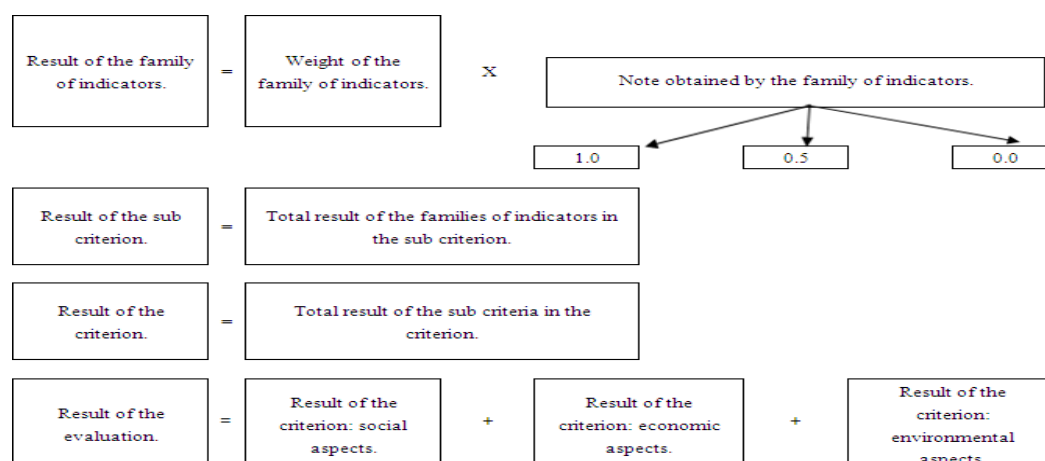 Result of the family
of indicators.
=
Weight of the
family of indicators.
X
Note obtained by the family of indicators.
1.0
0.5
0.0
Result of the sub
criterion.
=
Total result of the families of indicators in
the sub criterion.
Result of the
criterion.
=
Total result of the sub criteria in the
criterion.
Result of the
evaluation.
=
Result of the
criterion: social
aspects.
+
Result of the
criterion: economic
aspects.
+
Result of the
criterion:
environmental
aspects